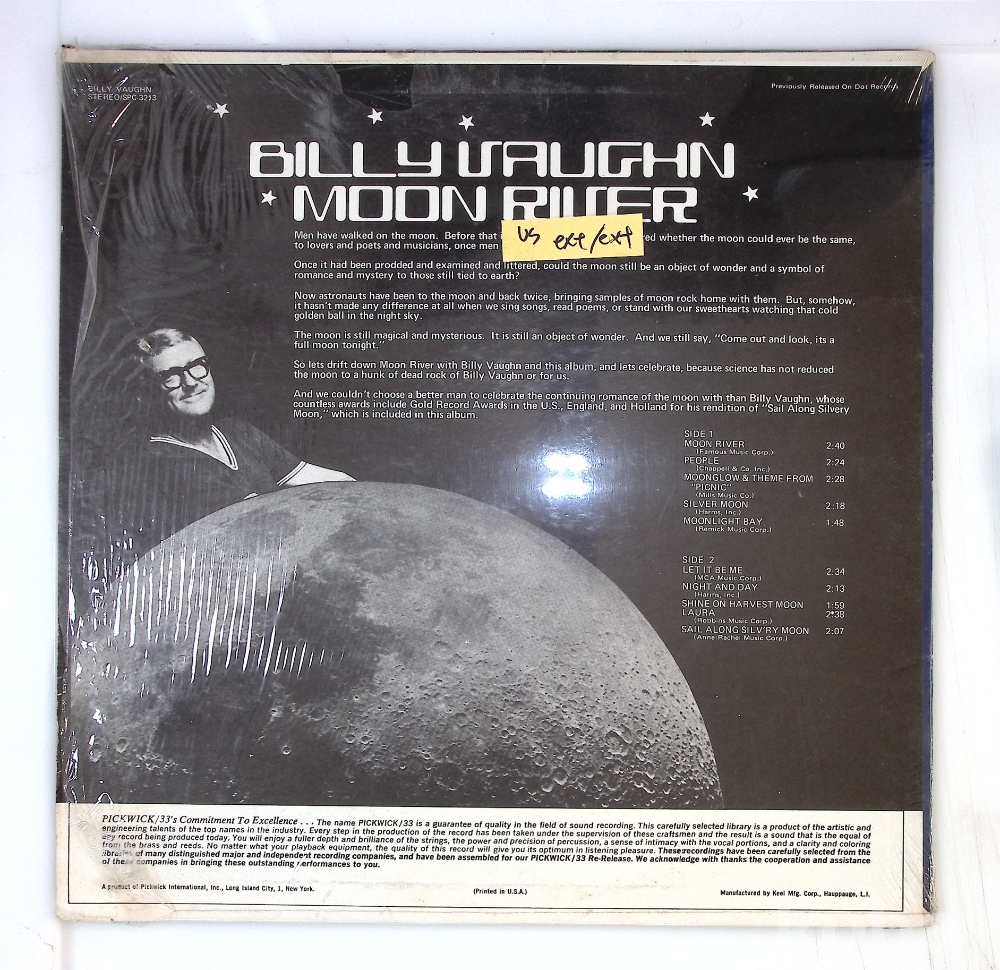 BILLY VAUGHN
STEREO/SPC-3213
Previously Released On Dot Records
BILLY VAUGHN
MOON RIVER
US exe/exe
Men have walked on the moon. Before that whether the moon could ever be the same,
to lovers and poets and musicians, once men
Once it had been prodded and examined and littered, could the moon still be an object of wonder and a symbol of
romance and mystery to those still tied to earth?
Now astronauts have been to the moon and back twice, bringing samples of moon rock home with them. But, somehow,
it hasn't made any difference at all when we sing songs, read poems, or stand with our sweethearts watching that cold
golden ball in the night sky.
The moon is still magical and mysterious. It is still an object of wonder. And we still say, "Come out and look, its a
full moon tonight."
So lets drift down Moon River with Billy Vaughn and this album, and lets celebrate, because science has not reduced
the moon to a hunk of dead rock of Billy Vaughn or for us.
And we couldn't choose a better man to celebrate the continuing romance of the moon with than Billy Vaughn, whose
countless awards include Gold Record Awards in the U.S., England, and Holland for his rendition of "Sail Along Silvery
Moon," which is included in this album.
SIDE 1
MOON RIVER 2:40
(Famous Music Corp.)
PEOPLE 2:24
(Chappell & Co. Inc.)
MOONGLOW & THEME FROM 2:28
"PICNIC"
(Mills Music Co.)
SILVER MOON 2:18
(Harms, Inc.)
MOONLIGHT BAY 1:48
(Remick Music Corp.)
SIDE 2
LET IT BE ME 2:34
(MCA Music Corp.)
NIGHT AND DAY 2:13
(Harms, Inc.)
SHINE ON HARVEST MOON 1:59
LAURA 2:38
(Robbins Music Corp.)
SAIL ALONG SILV'RY MOON 2:07
(Anne-Rachel Music Corp.)
PICKWICK/33's Commitment To Excellence . . . The name PICKWICK/33 is a guarantee of quality in the field of sound recording. This carefully selected library is a product of the artistic and
engineering talents of the top names in the industry. Every step in the production of the record has been taken under the supervision of these craftsmen and the result is a sound that is the equal of
any record being produced today. You will enjoy a fuller depth and brilliance of the strings, the power and precision of percussion, a sense of intimacy with the vocal portions, and a clarity and coloring
from the brass and reeds. No matter what your playback equipment, the quality of this record will give you its optimum in listening pleasure. These recordings have been carefully selected from the
libraries of many distinguished major and independent recording companies, and have been assembled for our PICKWICK/33 Re-Release. We acknowledge with thanks the cooperation and assistance
of these companies in bringing these outstanding performances to you.
A product of Pickwick International, Inc., Long Island City, 1, New York.
(Printed in U.S.A.)
Manufactured by Keel Mfg. Corp., Hauppauge, L.I.